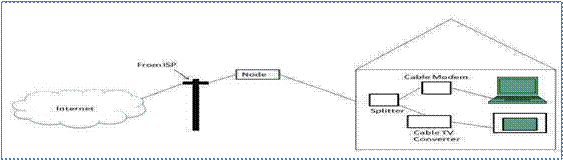 From ISP
Node
Internet
Cable Modem
Splitter
Cable TV
Converter